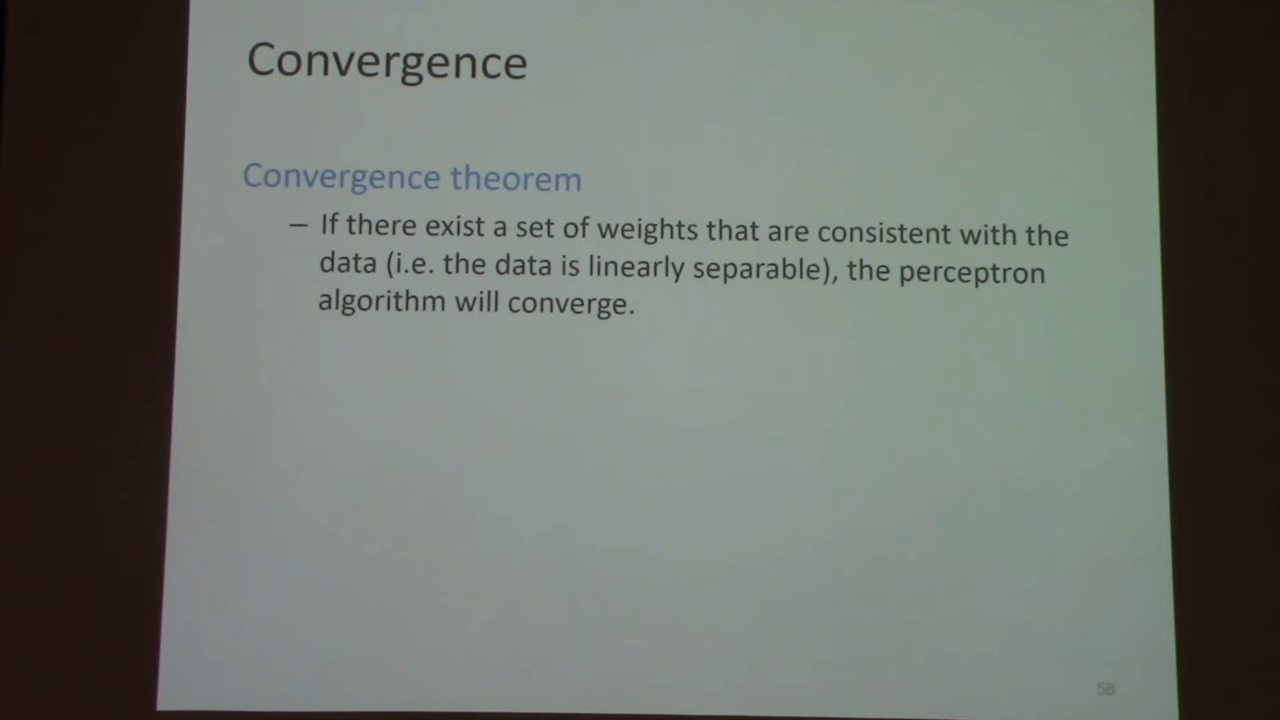 Convergence
Convergence theorem
– If there exist a set of weights that are consistent with the
data (i.e. the data is linearly separable), the perceptron
algorithm will converge.
58